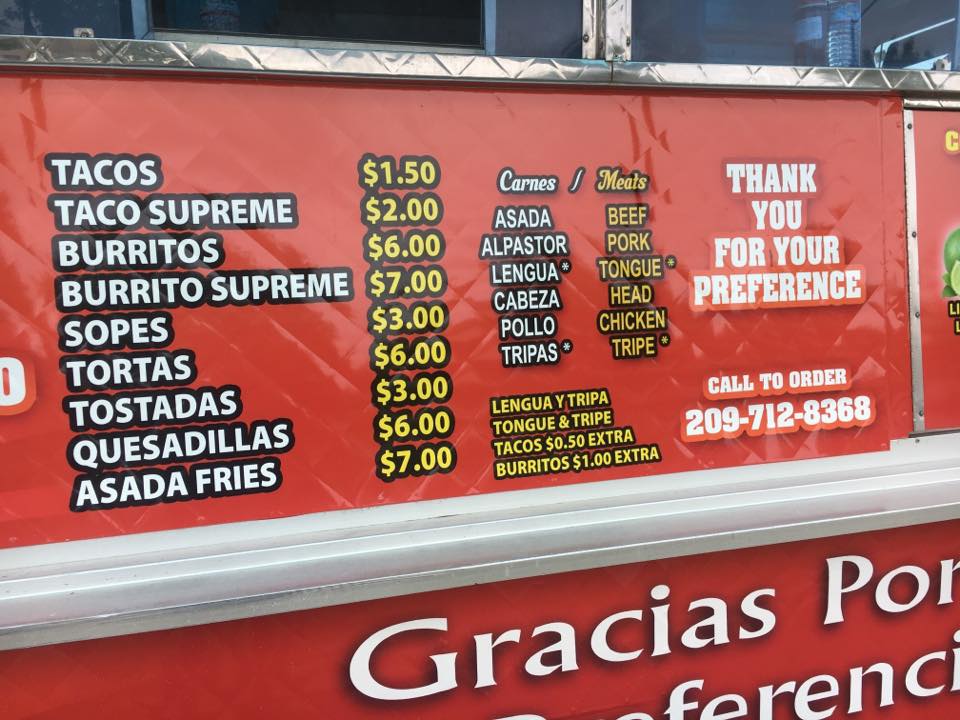 TACOS $1.50
TACO SUPREME $2.00
BURRITOS $6.00
BURRITO SUPREME $7.00
SOPES $3.00
TORTAS $6.00
TOSTADAS $3.00
QUESADILLAS $6.00
ASADA FRIES $7.00
Carnes / Meats
ASADA BEEF
ALPASTOR PORK
LENGUA* TONGUE*
CABEZA HEAD
POLLO CHICKEN
TRIPAS* TRIPE*
LENGUA Y TRIPA
TONGUE & TRIPE
TACOS $0.50 EXTRA
BURRITOS $1.00 EXTRA
THANK
YOU
FOR YOUR
PREFERENCE
CALL TO ORDER
209-712-8368
Gracias Por